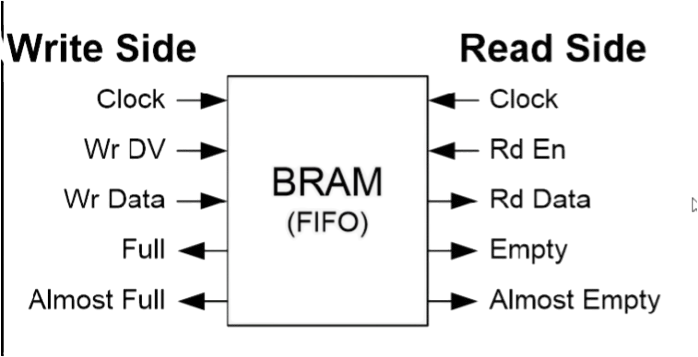 Write Side
Read Side
Clock
Clock
Wr DV
Rd En
Wr Data
BRAM
Rd Data
(FIFO)
Full
Empty
Almost Full
Almost Empty